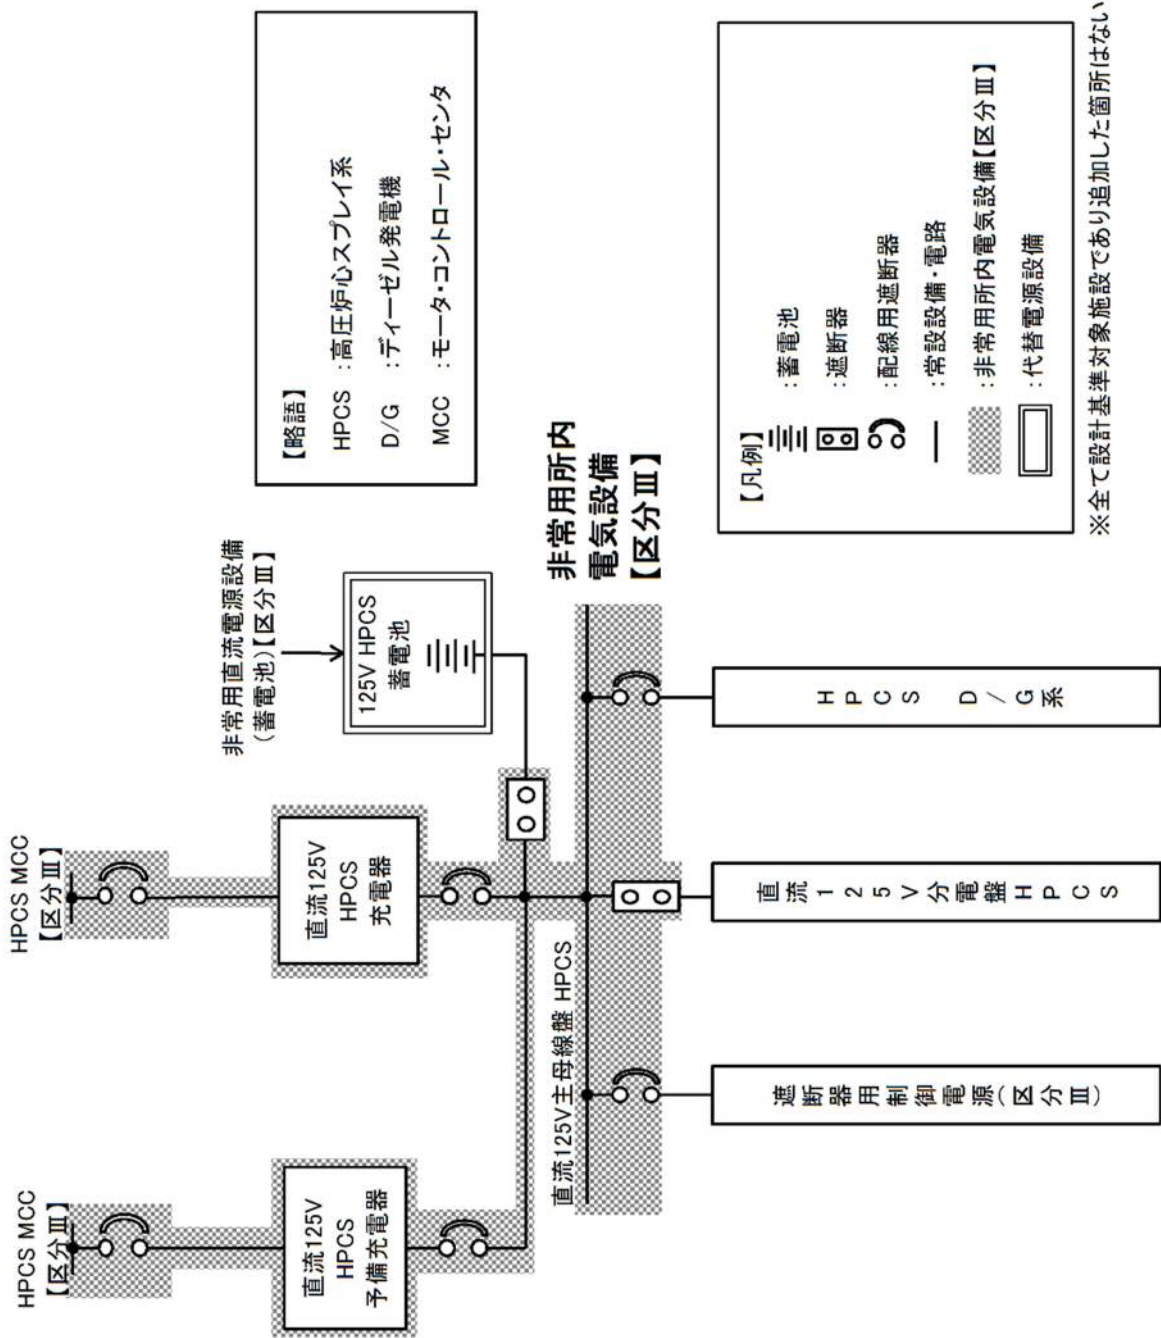 HPCS MCC
【区分Ⅲ】
HPCS MCC
【区分Ⅲ】
直流125V
HPCS
予備充電器
直流125V
HPCS
充電器
非常用直流電源設備
(蓄電池)【区分Ⅲ】
125V HPCS
蓄電池
直流125V主母線盤 HPCS
非常用所内
電気設備
【区分Ⅲ】
遮断器用制御電源(区分Ⅲ)
直流125V分電盤HPCS
HPCS D/G系
【略語】
HPCS :高圧炉心スプレイ系
D/G :ディーゼル発電機
MCC :モータ・コントロール・センタ
【凡例】
:蓄電池
:遮断器
:配線用遮断器
:常設設備・電路
:非常用所内電気設備【区分Ⅲ】
:代替電源設備
※全て設計基準対象施設であり追加した箇所はない